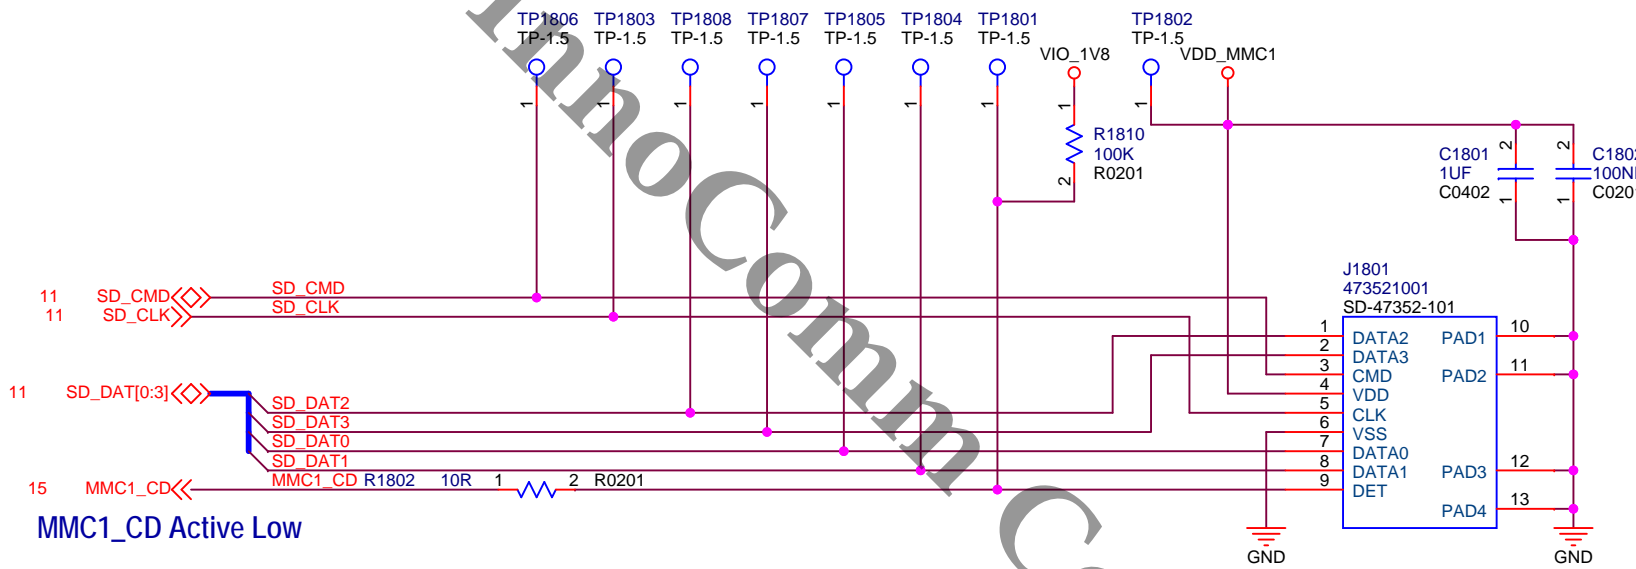 TP1806 TP1803 TP1808 TP1807 TP1805 TP1804 TP1801 TP1802
TP-1.5 TP-1.5 TP-1.5 TP-1.5 TP-1.5 TP-1.5 TP-1.5 TP-1.5
VIO_1V8 VDD_MMC1
1 1 1 1 1 1 1 1 1
R1810
100K
R0201
2
C1801
1UF
C0402
2
1
C1802
100N
C020
2
1
InnoComm Co
J1801
473521001
SD-47352-101
11 SD_CMD SD_CMD
11 SD_CLK SD_CLK
11 SD_DAT[0:3]
SD_DAT2
SD_DAT3
SD_DAT0
SD_DAT1
15 MMC1_CD MMC1_CD R1802 10R 1 2 R0201
1 DATA2 PAD1 10
2 DATA3
3 CMD PAD2 11
4 VDD
5 CLK
6 VSS
7 DATA0
8 DATA1 PAD3 12
9 DET
PAD4 13
MMC1_CD Active Low
GND GND